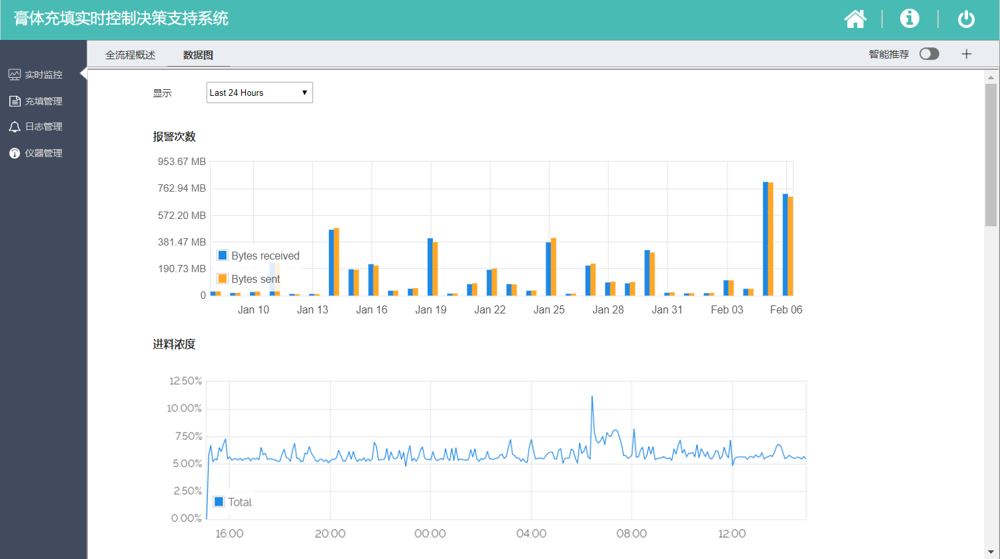 膏体充填实时控制决策支持系统
实时监控
充填管理
日志管理
仪器管理
全流程概述 数据图 智能推荐
显示 Last 24 Hours
报警次数
953.67 MB
762.94 MB
572.20 MB
381.47 MB
190.73 MB
0
Bytes received
Bytes sent
Jan 10 Jan 13 Jan 16 Jan 19 Jan 22 Jan 25 Jan 28 Jan 31 Feb 03 Feb 06
进料浓度
12.50%
10.00%
7.50%
5.00%
2.50%
0.00%
Total
16:00 20:00 00:00 04:00 08:00 12:00